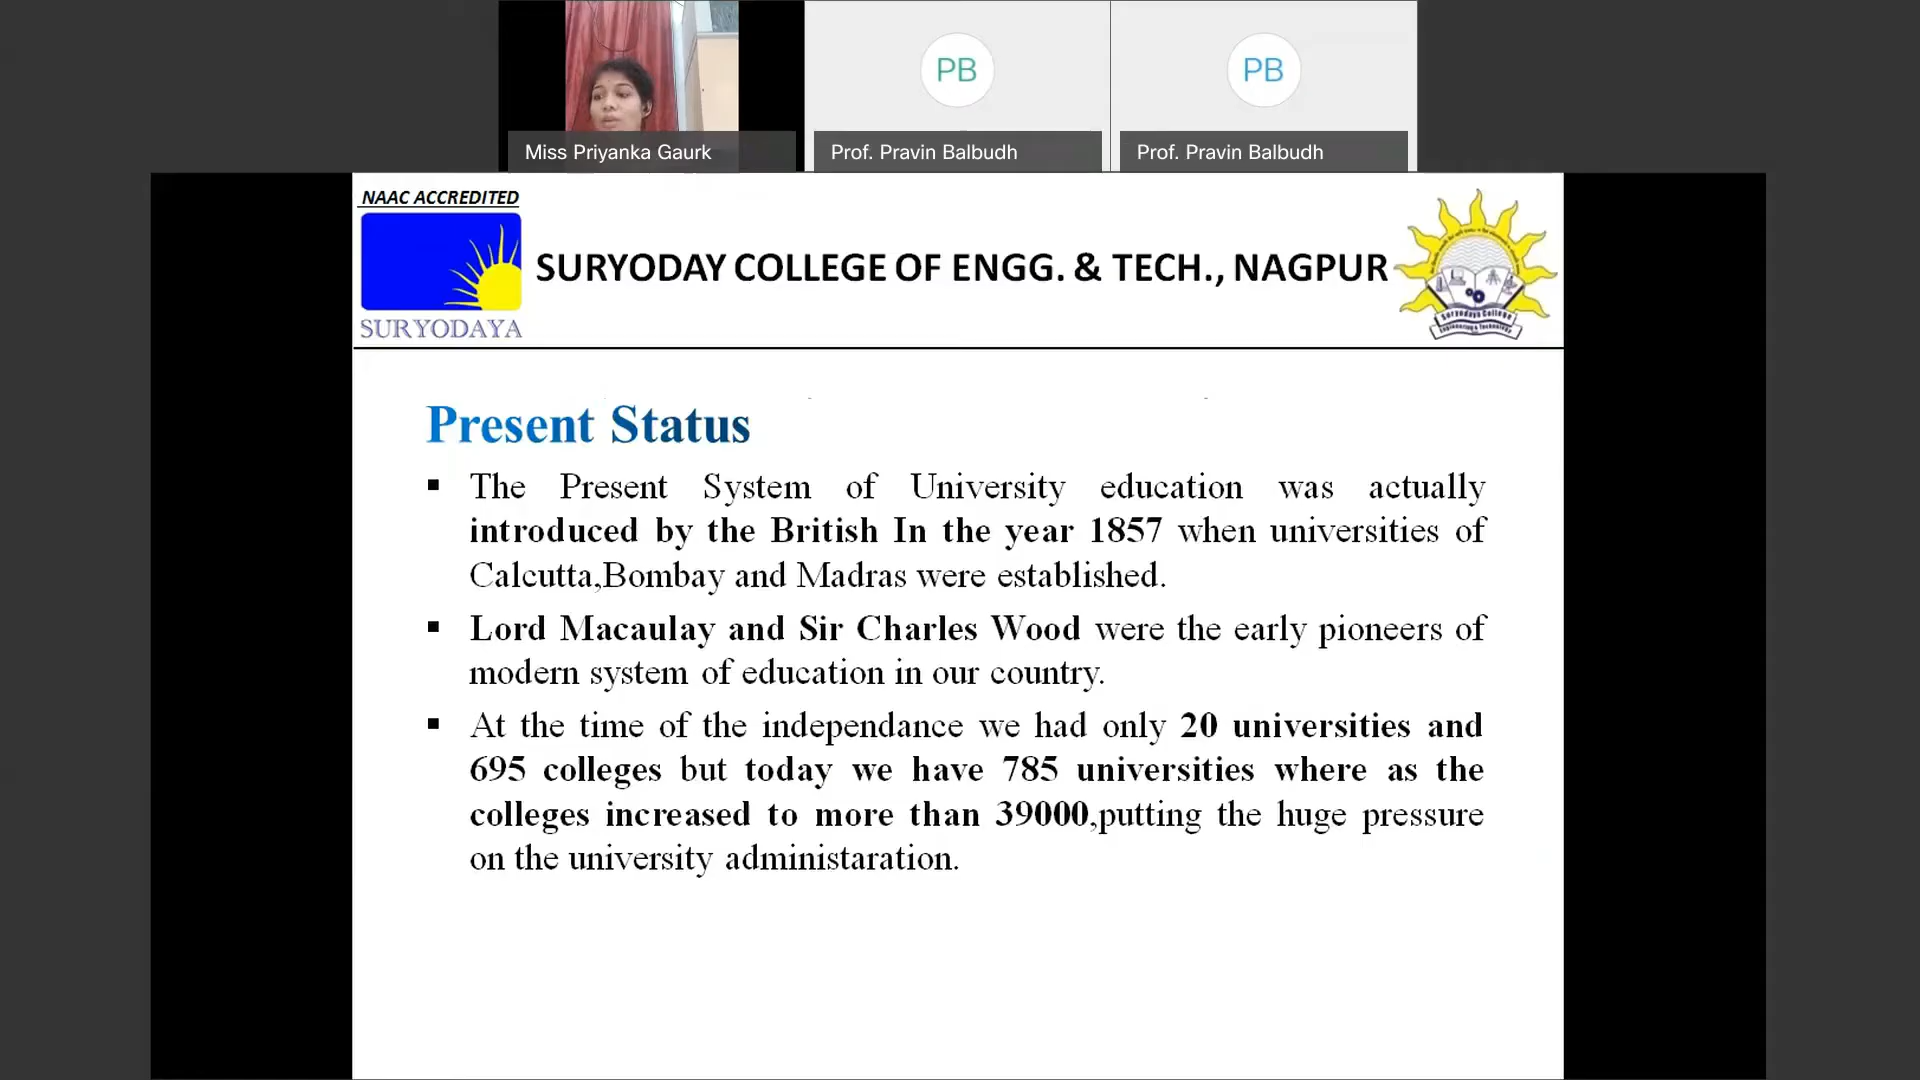 PB
PB
Miss Priyanka Gaurk
Prof. Pravin Balbudh
Prof. Pravin Balbudh
NAAC ACCREDITED
SURYODAYA
SURYODAY COLLEGE OF ENGG. & TECH., NAGPUR
Suryodaya College
Engineering & Technology
Present Status
▪ The Present System of University education was actually
introduced by the British In the year 1857 when universities of
Calcutta,Bombay and Madras were established.
▪ Lord Macaulay and Sir Charles Wood were the early pioneers of
modern system of education in our country.
▪ At the time of the independance we had only 20 universities and
695 colleges but today we have 785 universities where as the
colleges increased to more than 39000,putting the huge pressure
on the university administaration.